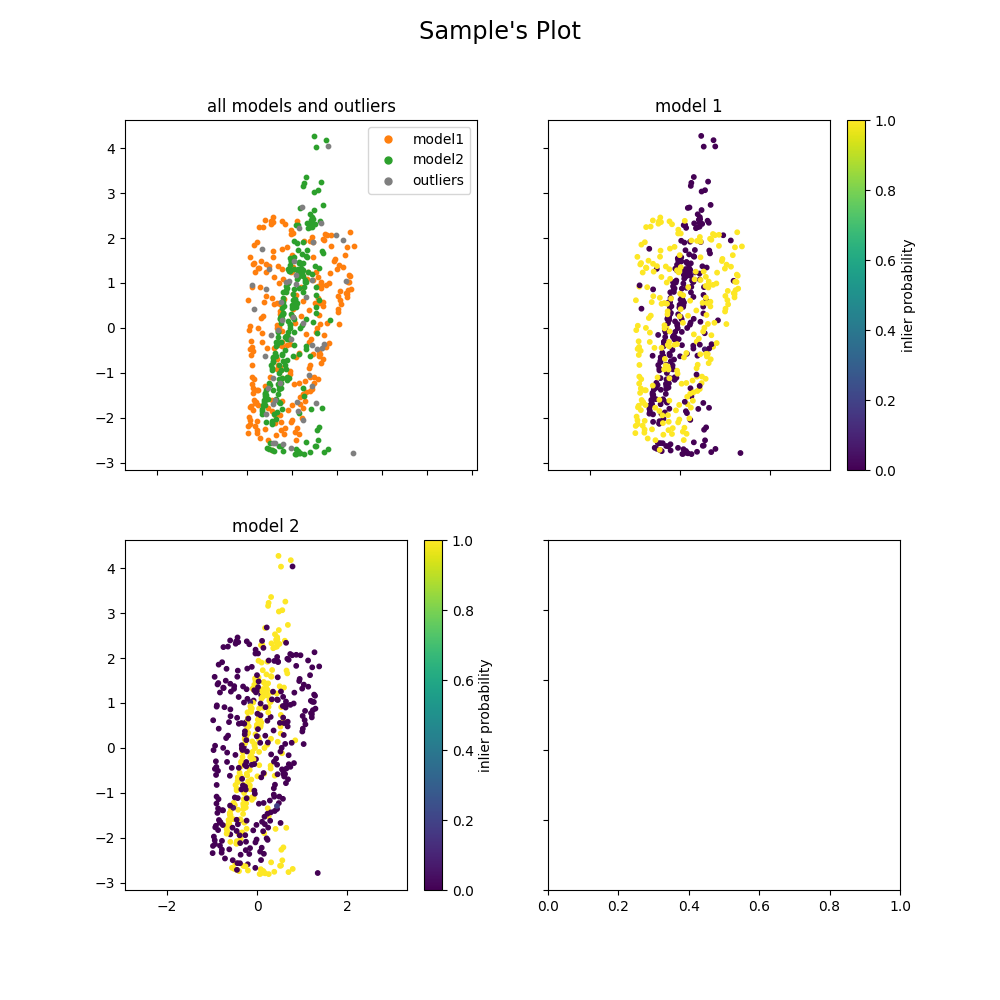 Sample's Plot
all models and outliers
model1
model2
outliers
4
3
2
1
0
−1
−2
−3
model 1
1.0
0.8
0.6
0.4
0.2
0.0
inlier probability
model 2
4
3
2
1
0
−1
−2
−3
−2 0 2
1.0
0.8
0.6
0.4
0.2
0.0
inlier probability
0.0 0.2 0.4 0.6 0.8 1.0